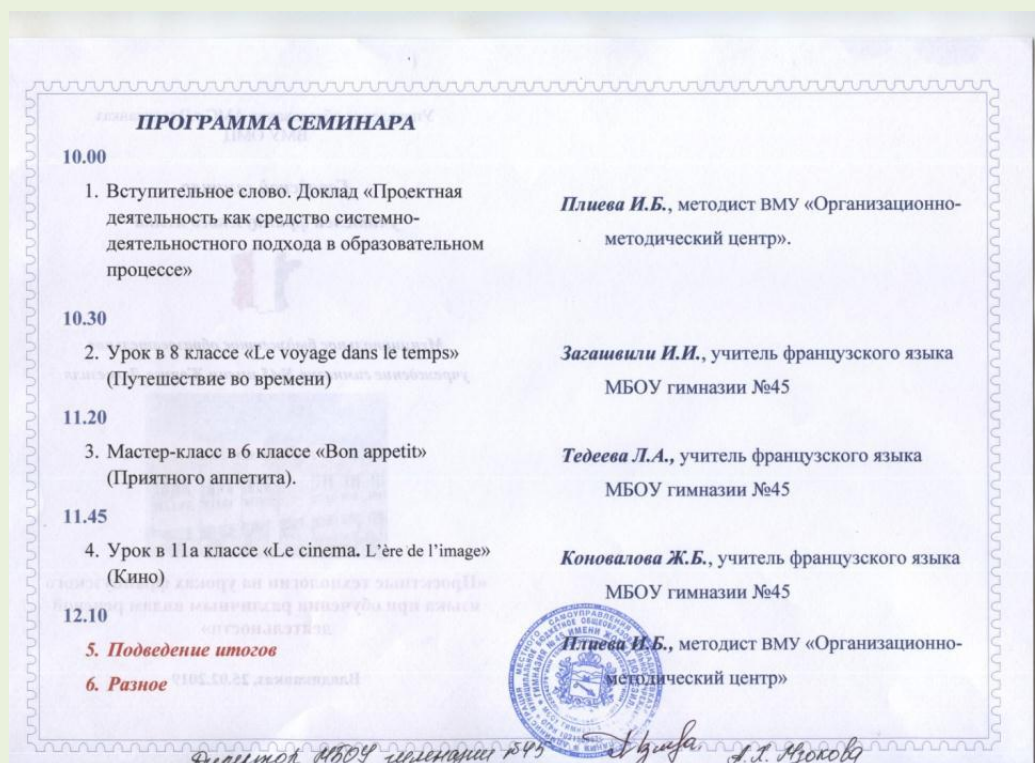 ПРОГРАММА СЕМИНАРА
10.00
1. Вступительное слово. Доклад «Проектная
деятельность как средство системно-
деятельностного подхода в образовательном
процессе»
Плиева И.Б., методист ВМУ «Организационно-
методический центр».
10.30
2. Урок в 8 классе «Le voyage dans le temps»
(Путешествие во времени)
Загашвили И.И., учитель французского языка
МБОУ гимназии №45
11.20
3. Мастер-класс в 6 классе «Bon appetit»
(Приятного аппетита).
Тедеева Л.А., учитель французского языка
МБОУ гимназии №45
11.45
4. Урок в 11а классе «Le cinema. L’ère de l’image»
(Кино)
Коновалова Ж.Б., учитель французского языка
МБОУ гимназии №45
12.10
5. Подведение итогов
6. Разное
Плиева И.Б., методист ВМУ «Организационно-
методический центр»
Директор МБОУ гимназии №45